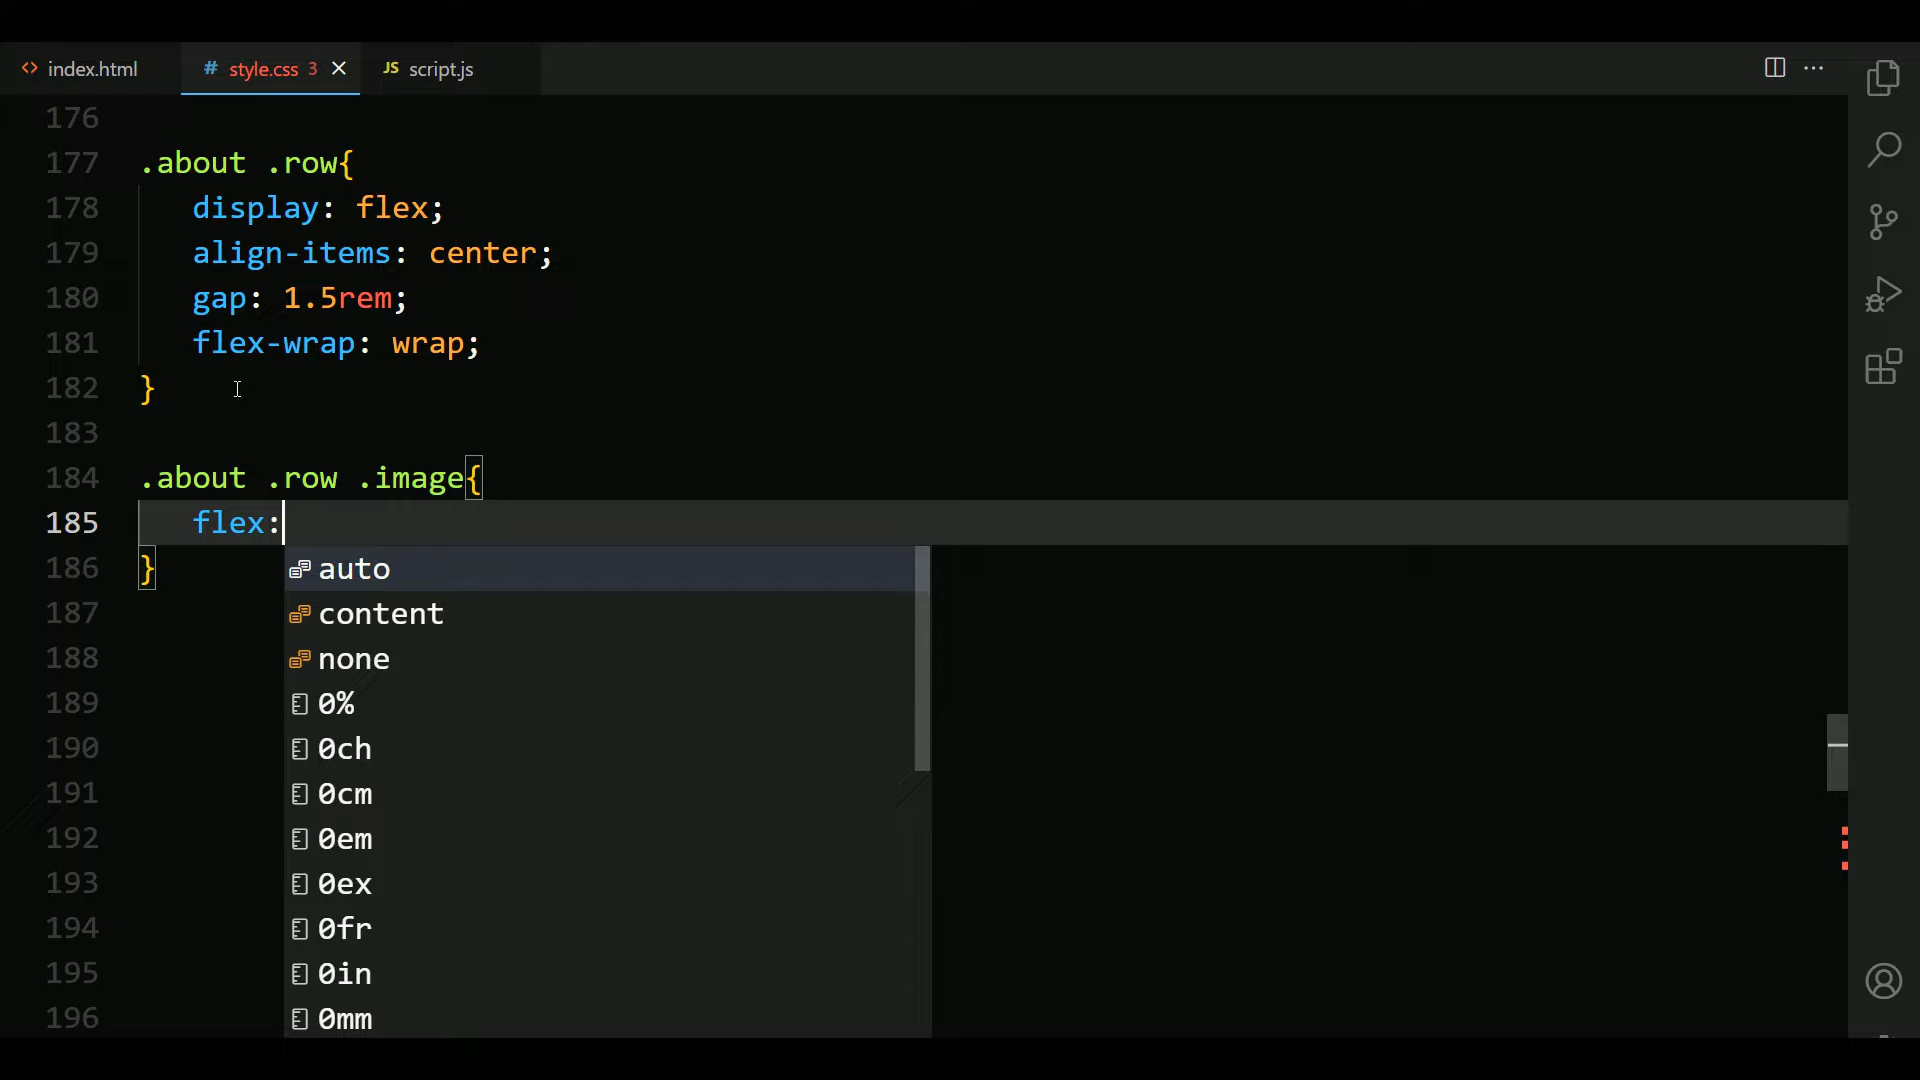 index.html
style.css 3
JS script.js
176
177 .about .row{
178 display: flex;
179 align-items: center;
180 gap: 1.5rem;
181 flex-wrap: wrap;
182 }
183
184 .about .row .image{
185 flex:
186 }
187
188
189
190
191
192
193
194
195
196
auto
content
none
0%
0ch
0cm
0em
0ex
0fr
0in
0mm